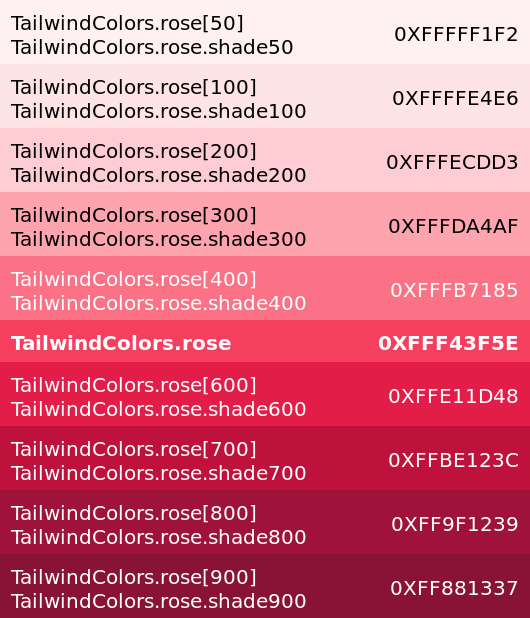 TailwindColors.rose[50]
TailwindColors.rose.shade50
0XFFFFF1F2
TailwindColors.rose[100]
TailwindColors.rose.shade100
0XFFFFE4E6
TailwindColors.rose[200]
TailwindColors.rose.shade200
0XFFFECDD3
TailwindColors.rose[300]
TailwindColors.rose.shade300
0XFFFDA4AF
TailwindColors.rose[400]
TailwindColors.rose.shade400
0XFFFB7185
TailwindColors.rose
0XFFF43F5E
TailwindColors.rose[600]
TailwindColors.rose.shade600
0XFFE11D48
TailwindColors.rose[700]
TailwindColors.rose.shade700
0XFFBE123C
TailwindColors.rose[800]
TailwindColors.rose.shade800
0XFF9F1239
TailwindColors.rose[900]
TailwindColors.rose.shade900
0XFF881337